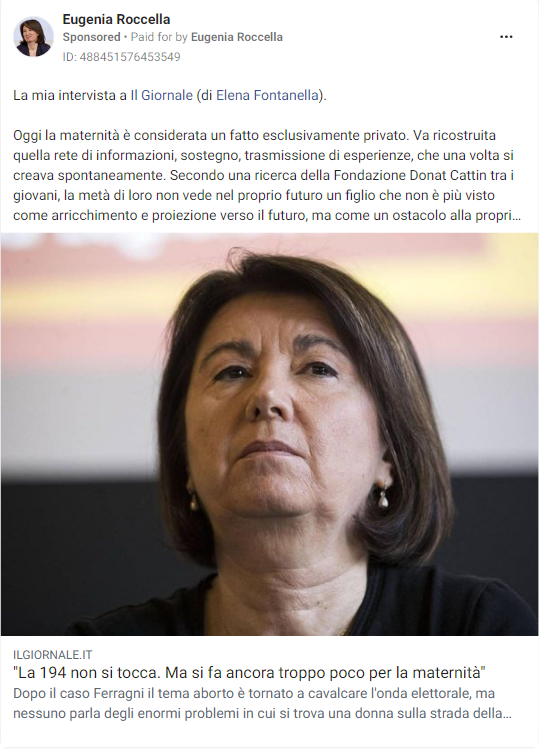 Eugenia Roccella
Sponsored • Paid for by Eugenia Roccella
ID: 488451576453549
La mia intervista a Il Giornale (di Elena Fontanella).
Oggi la maternità è considerata un fatto esclusivamente privato. Va ricostruita
quella rete di informazioni, sostegno, trasmissione di esperienze, che una volta si
creava spontaneamente. Secondo una ricerca della Fondazione Donat Cattin tra i
giovani, la metà di loro non vede nel proprio futuro un figlio che non è più visto
come arricchimento e proiezione verso il futuro, ma come un ostacolo alla propri...
ILGIORNALE.IT
"La 194 non si tocca. Ma si fa ancora troppo poco per la maternità"
Dopo il caso Ferragni il tema aborto è tornato a cavalcare l'onda elettorale, ma
nessuno parla degli enormi problemi in cui si trova una donna sulla strada della...